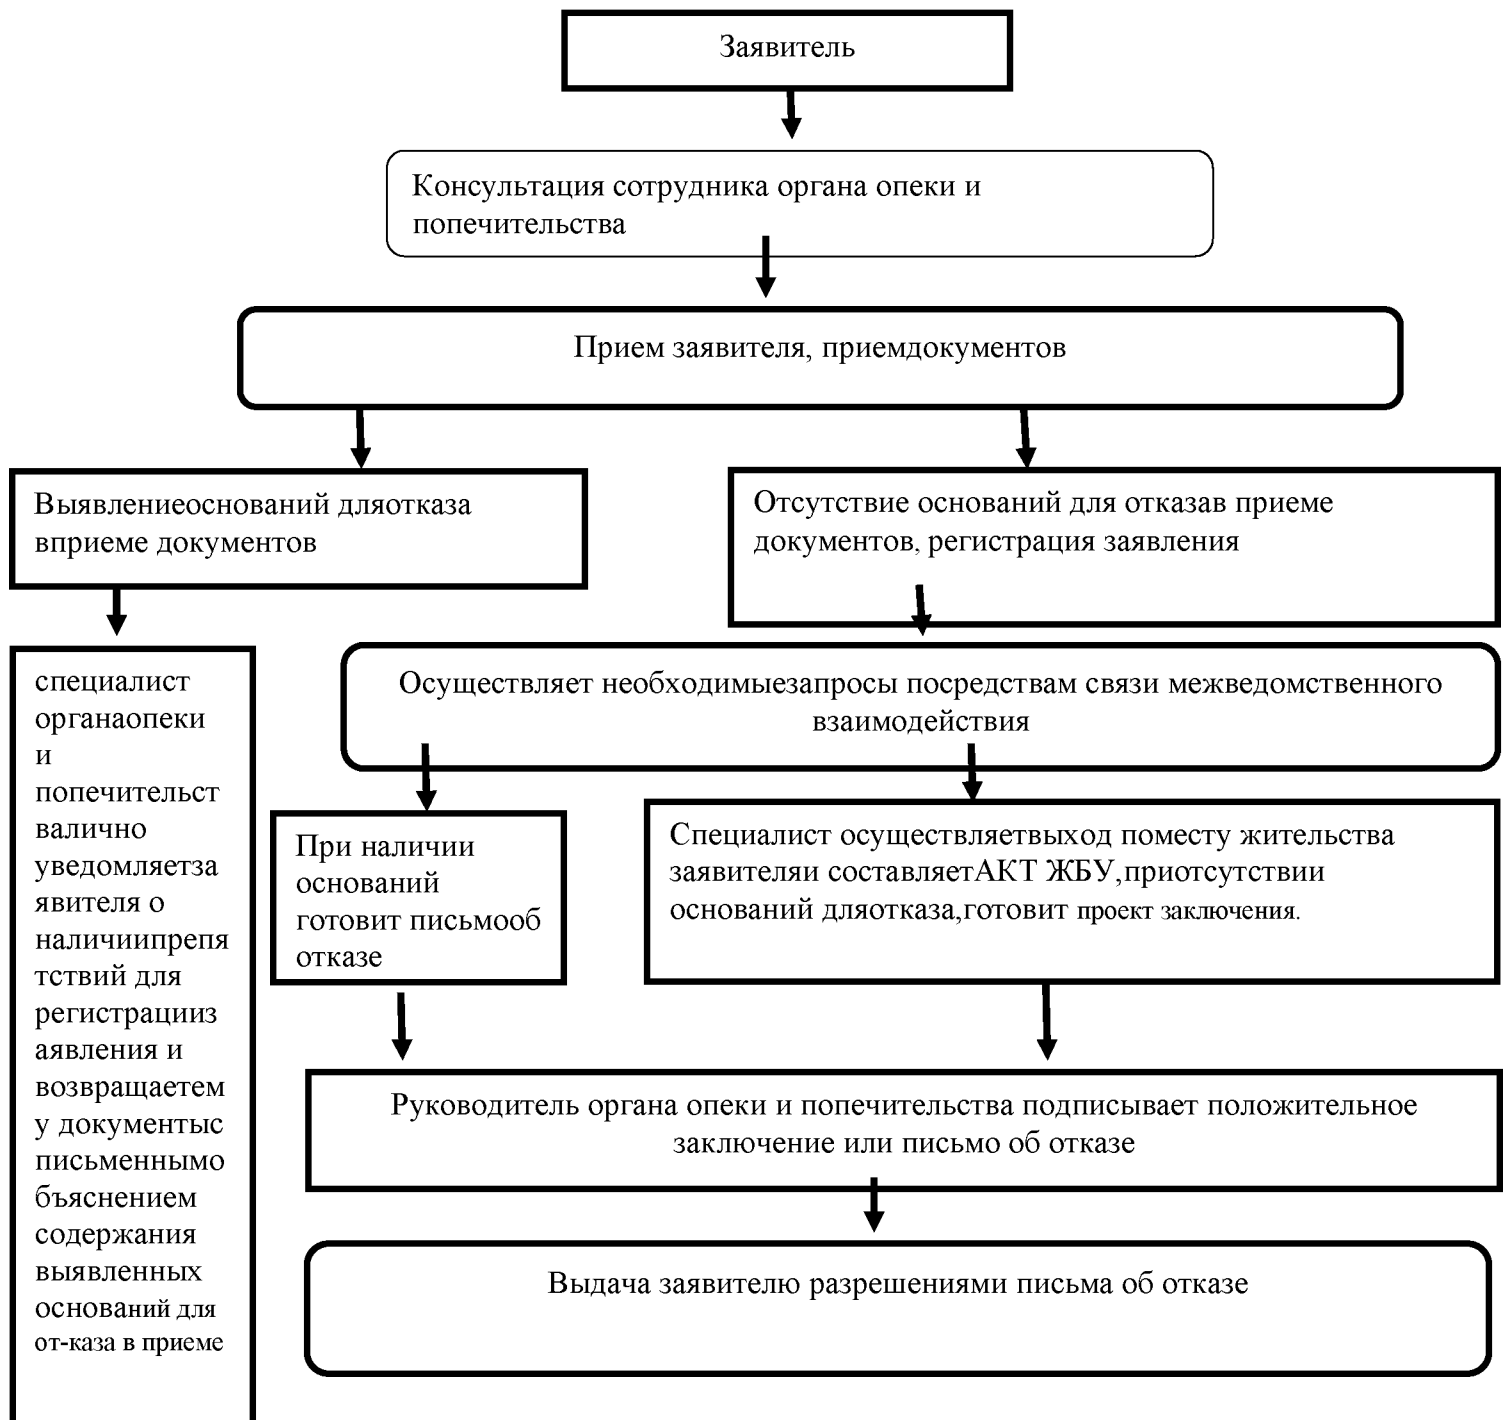 Заявитель
Консультация сотрудника органа опеки и
попечительства
Прием заявителя, приемдокументов
Выявлениеоснований дляотказа
вприеме документов
Отсутствие оснований для отказав приеме
документов, регистрация заявления
специалист
органаопеки
и
попечительст
валично
уведомляетза
явителя о
наличиипрепя
тствий для
регистрацииз
аявления и
возвращаетем
у документыс
письменнымо
бъяснением
содержания
выявленных
оснований для
от-каза в приеме
Осуществляет необходимыезапросы посредствам связи межведомственного
взаимодействия
При наличии
оснований
готовит письмооб
отказе
Специалист осуществляетвыход поместу жительства
заявителяи составляетАКТ ЖБУ,приотсутствии
оснований дляотказа,готовит проект заключения.
Руководитель органа опеки и попечительства подписывает положительное
заключение или письмо об отказе
Выдача заявителю разрешениями письма об отказе